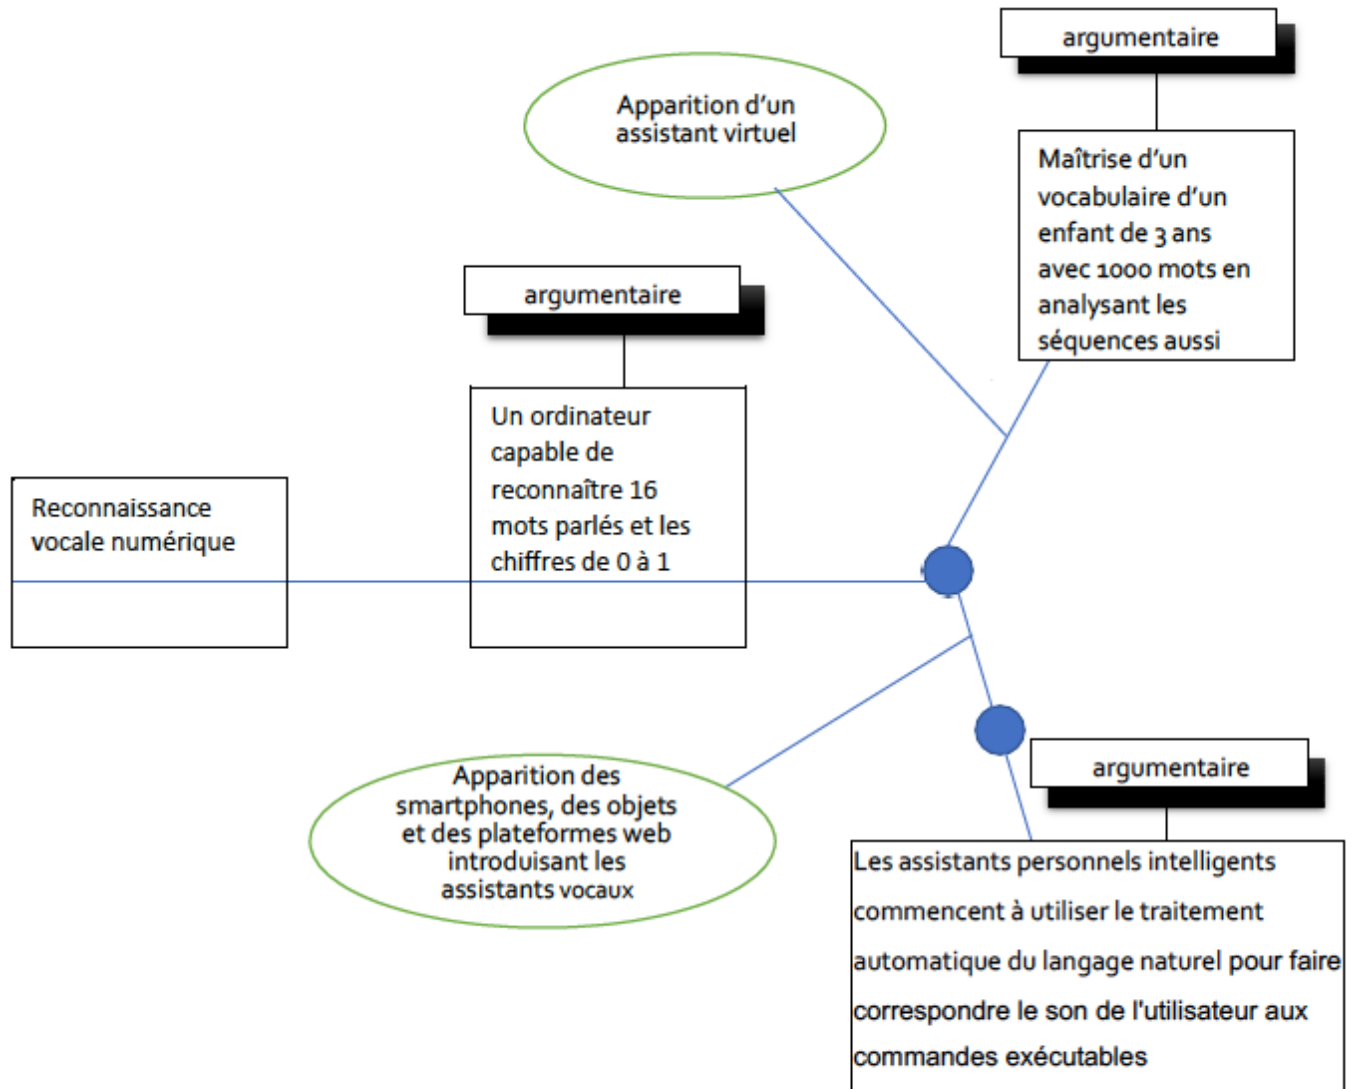 argumentaire
Apparition d'un
assistant virtuel
Maîtrise d'un
vocabulaire d'un
enfant de 3 ans
avec 1000 mots en
analysant les
séquences aussi
argumentaire
Un ordinateur
capable de
reconnaître 16
mots parlés et les
chiffres de 0 à 1
Reconnaissance
vocale numérique
argumentaire
Apparition des
smartphones, des objets
et des plateformes web
introduisant les
assistants vocaux
Les assistants personnels intelligents
commencent à utiliser le traitement
automatique du langage naturel pour faire
correspondre le son de l'utilisateur aux
commandes exécutables